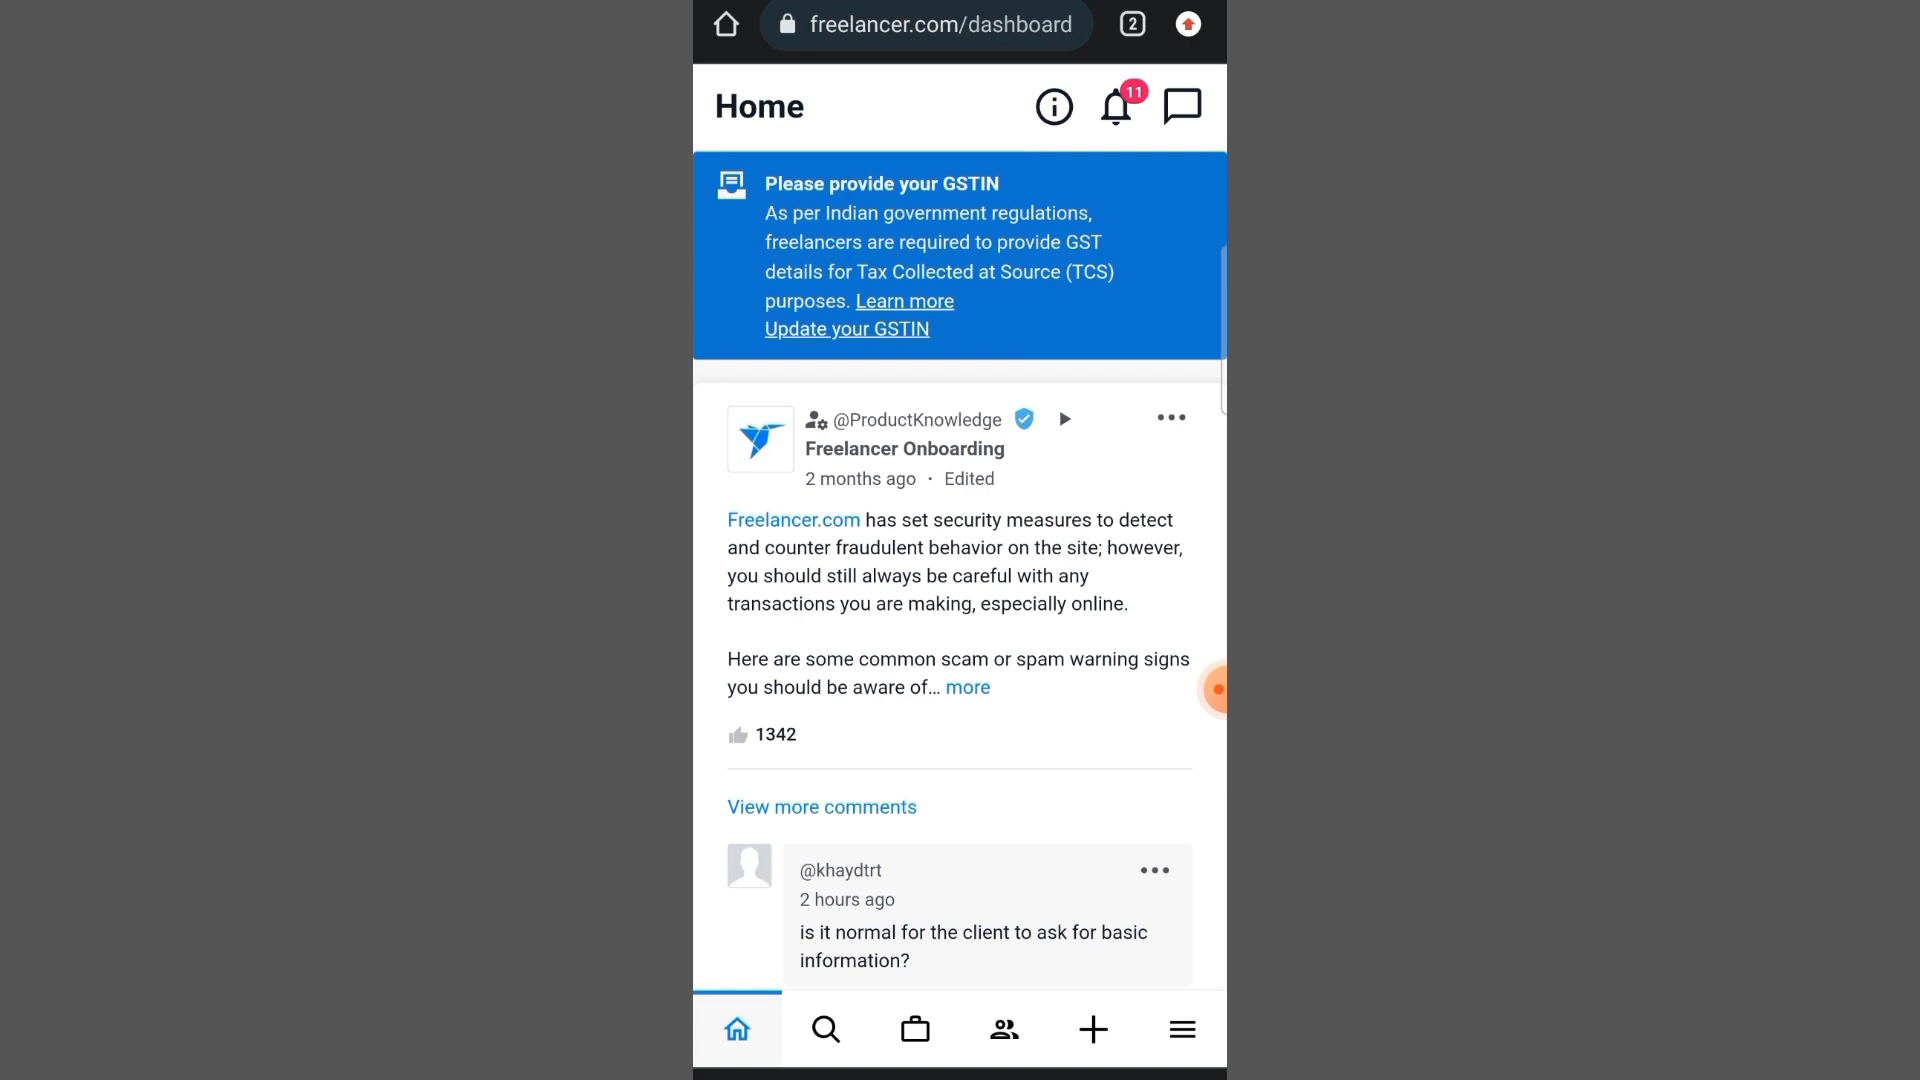 freelancer.com/dashboard
2
Home
11
Please provide your GSTIN
As per Indian government regulations,
freelancers are required to provide GST
details for Tax Collected at Source (TCS)
purposes. Learn more
Update your GSTIN
@ProductKnowledge
Freelancer Onboarding
2 months ago · Edited
Freelancer.com has set security measures to detect
and counter fraudulent behavior on the site; however,
you should still always be careful with any
transactions you are making, especially online.
Here are some common scam or spam warning signs
you should be aware of... more
1342
View more comments
@khaydtrt
2 hours ago
is it normal for the client to ask for basic
information?